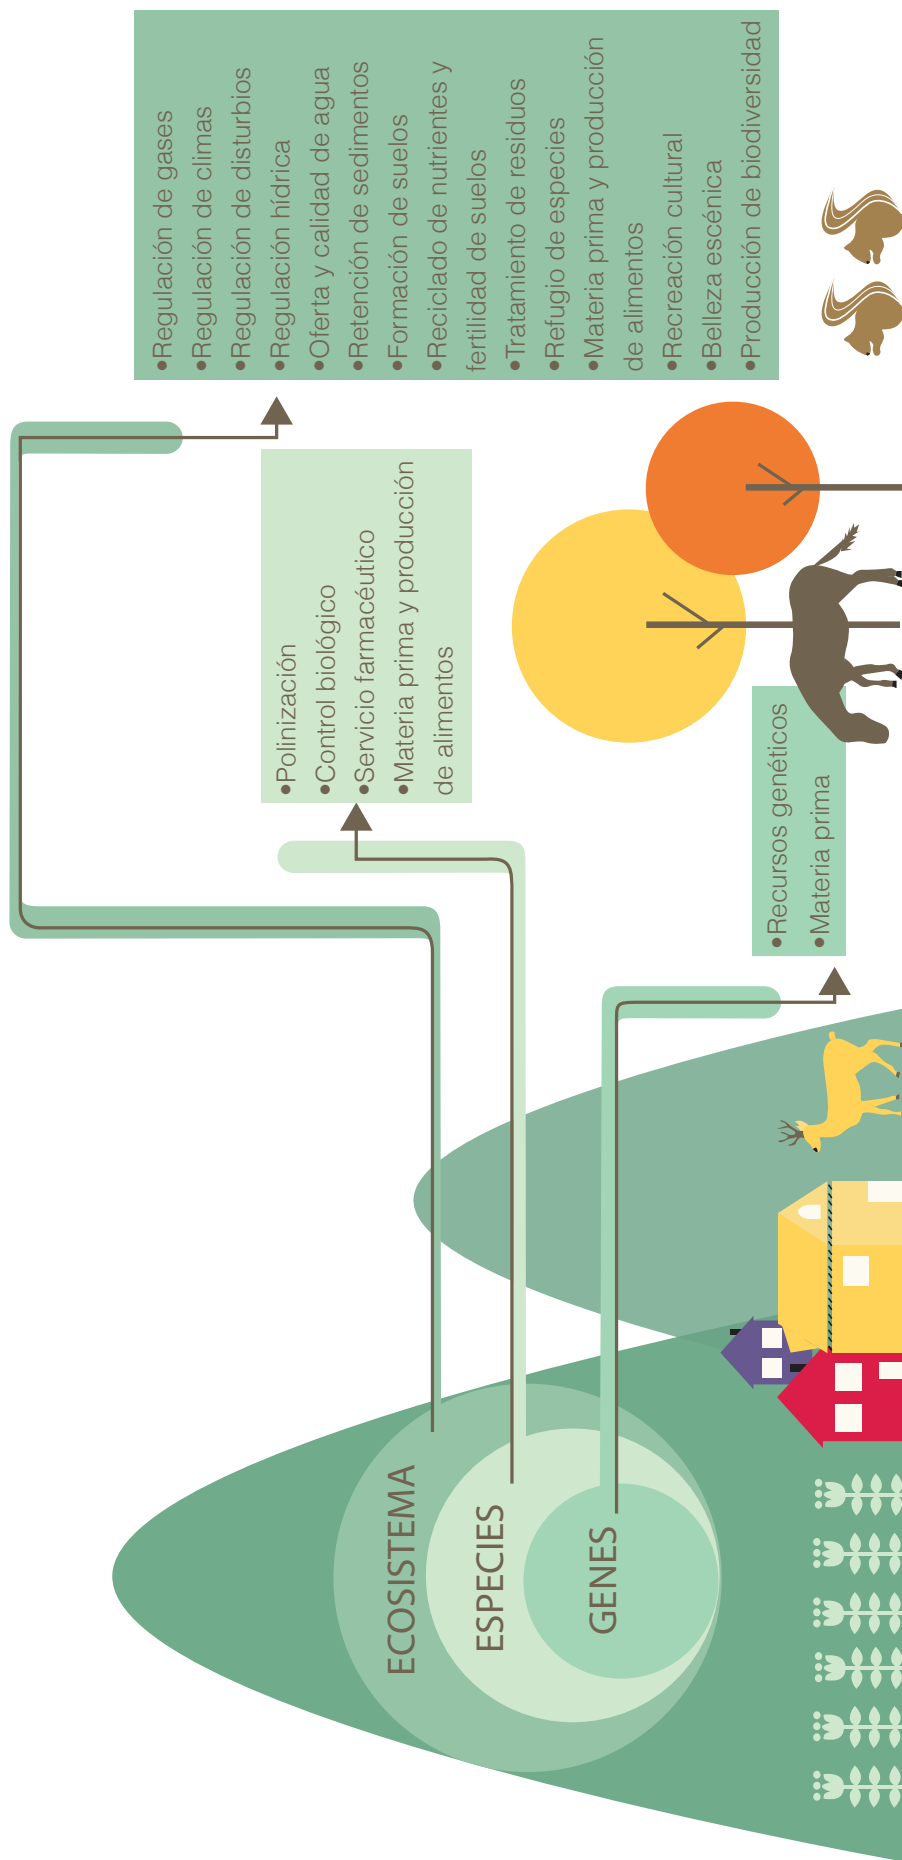 ECOSISTEMA
ESPECIES
GENES
•Regulación de gases
•Regulación de climas
•Regulación de disturbios
•Regulación hídrica
•Oferta y calidad de agua
•Retención de sedimentos
•Formación de suelos
•Reciclado de nutrientes y
fertilidad de suelos
•Tratamiento de residuos
•Refugio de especies
•Materia prima y producción
de alimentos
•Recreación cultural
•Belleza escénica
•Producción de biodiversidad
•Polinización
•Control biológico
•Servicio farmacéutico
•Materia prima y producción
de alimentos
•Recursos genéticos
•Materia prima